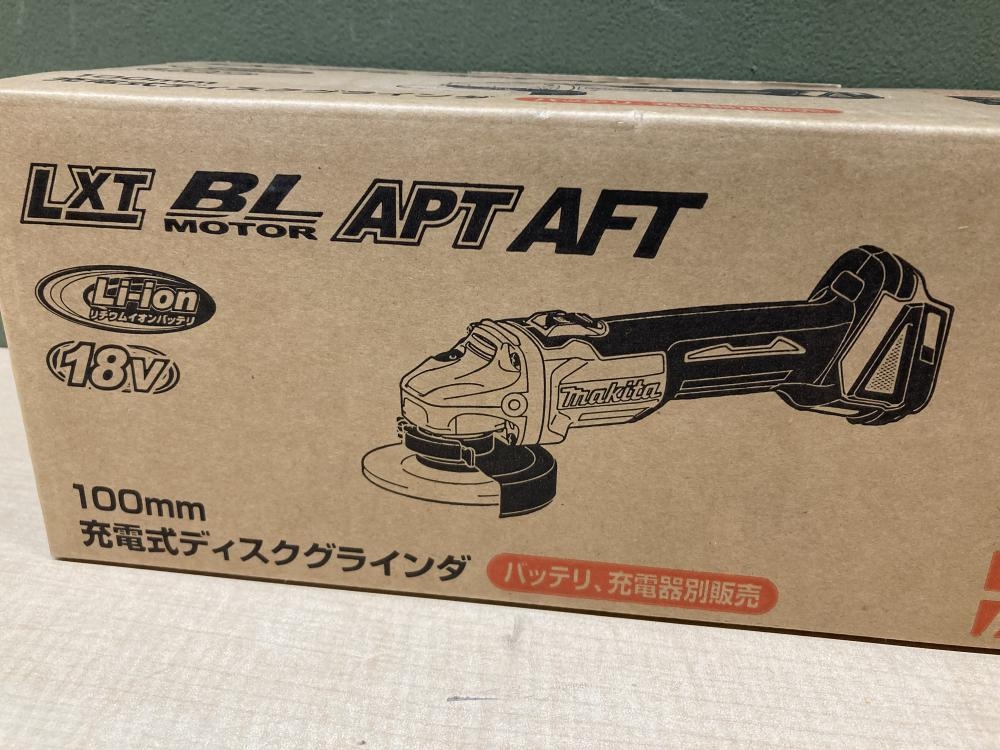 100mm
LXT BL MOTOR APT AFT
Li-ion
リチウムイオンバッテリ
18V
makita
100mm
充電式ディスクグラインダ
バッテリ、充電器別販売